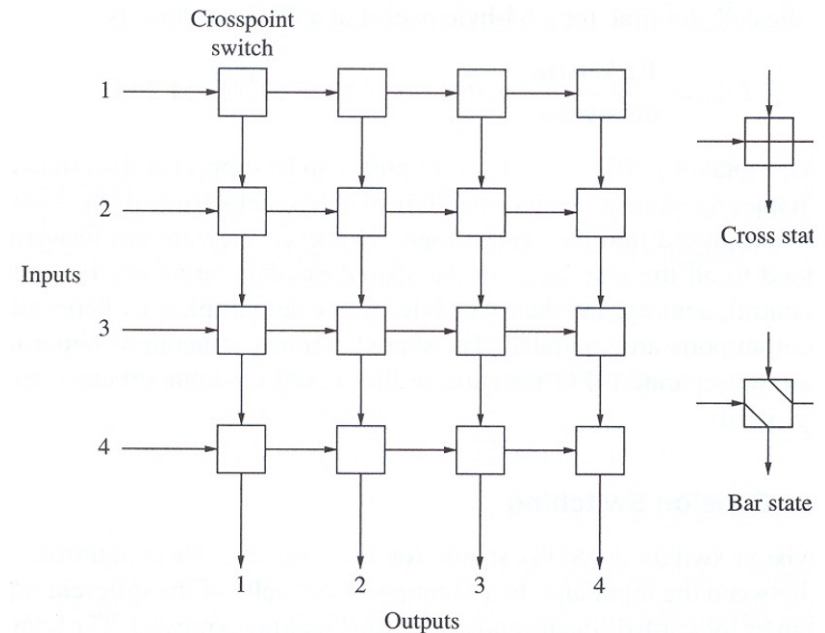 Crosspoint
switch
1
2
Inputs
3
4
1 2 3 4
Outputs
Cross stat
Bar state